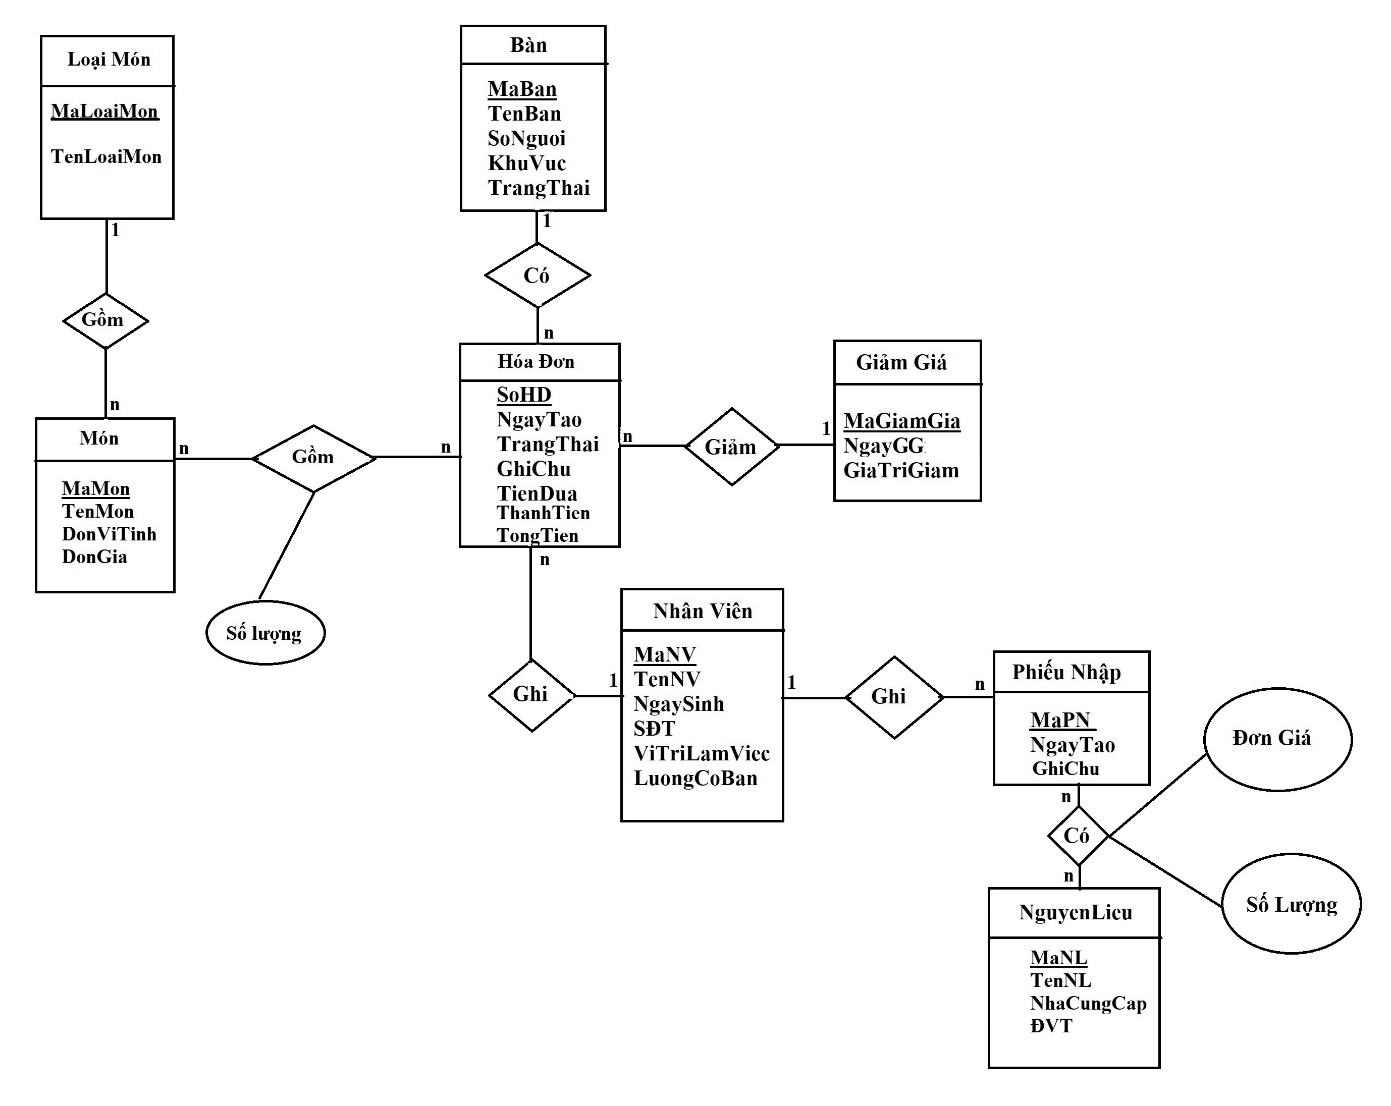 Loại Món
MaLoaiMon
TenLoaiMon
1
Gồm
n
Món
MaMon
TenMon
DonViTinh
DonGia
n
Gồm
n
Số lượng
Bàn
MaBan
TenBan
SoNguoi
KhuVuc
TrangThai
1
Có
n
Hóa Đơn
SoHD
NgayTao
TrangThai
GhiChu
TienDua
ThanhTien
TongTien
n
Giảm
1
Giảm Giá
MaGiamGia
NgayGG
GiaTriGiam
n
Ghi
1
Nhân Viên
MaNV
TenNV
NgaySinh
SĐT
ViTriLamViec
LuongCoBan
1
Ghi
n
Phiếu Nhập
MaPN
NgayTao
GhiChu
n
Có
n
Đơn Giá
Số Lượng
NguyenLieu
MaNL
TenNL
NhaCungCap
ĐVT